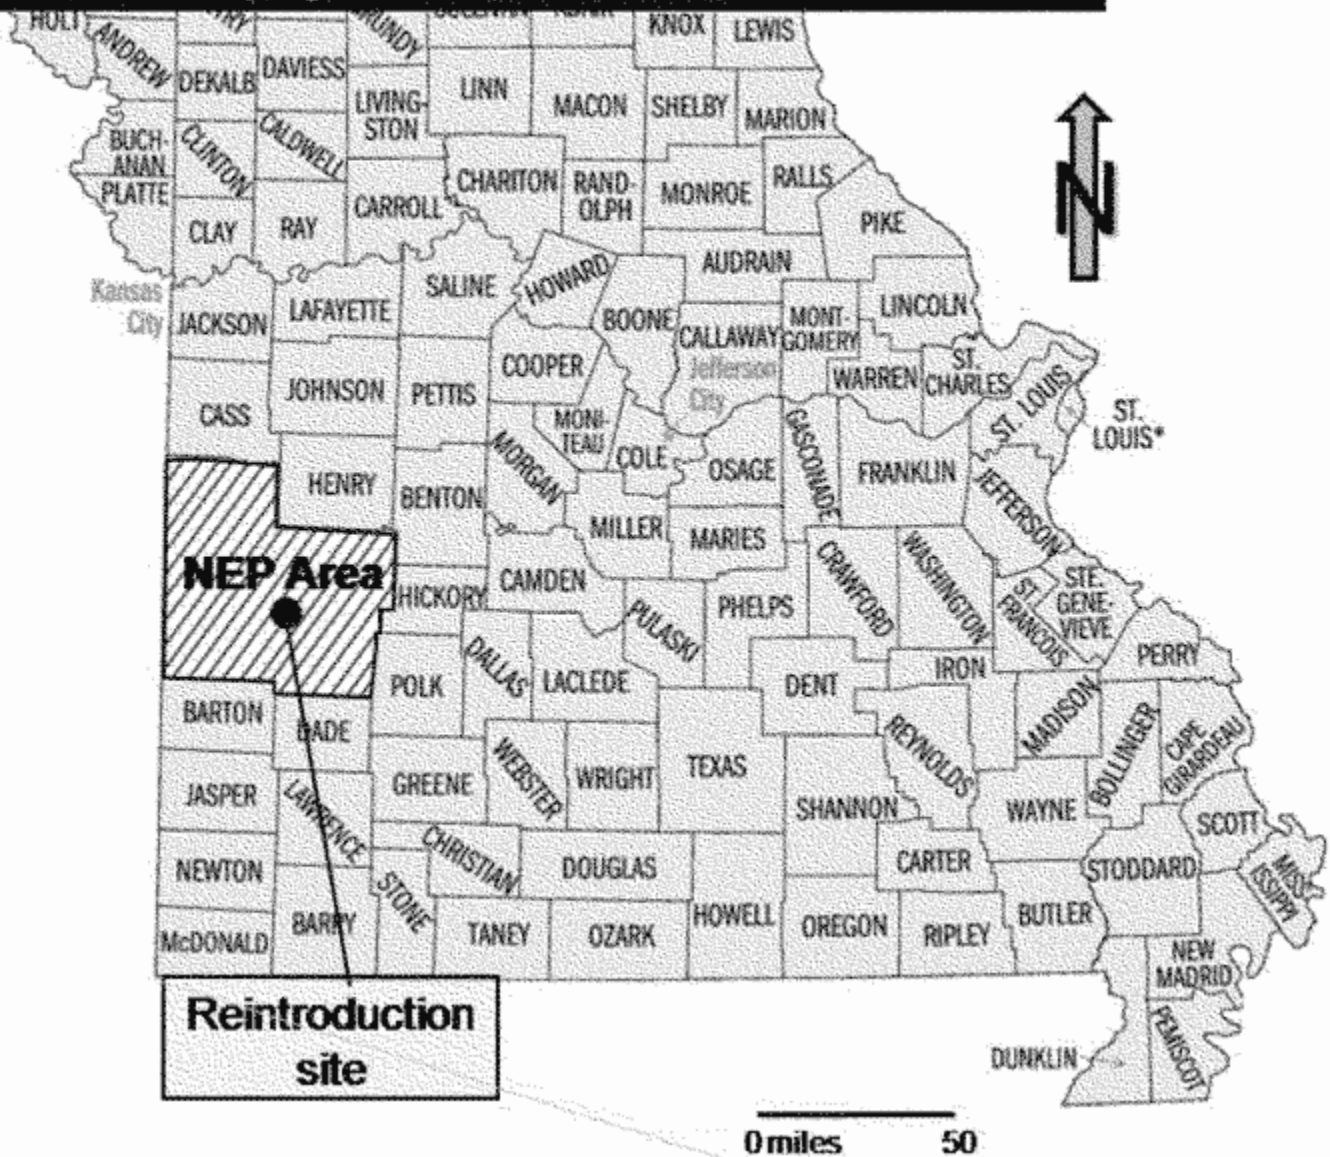 HOLT
KNOX
LEWIS
ANDREW
DEKALB
DAVIESS
LINN
MACON
SHELBY
MARION
LIVING-
STON
BUCH-
ANAN
CLINTON
CALDWELL
PLATTE
CARROLL
CHARITON
RAND-
OLPH
MONROE
RALLS
PIKE
N
CLAY
RAY
AUDRAIN
SALINE
HOWARD
Kansas
City
JACKSON
LAFAYETTE
BOONE
CALLAWAY
MONT-
GOMERY
LINCOLN
Jefferson
City
COOPER
WARREN
ST.
CHARLES
ST. LOUIS
ST.
LOUIS*
CASS
JOHNSON
PETTIS
MONI-
TEAU
COLE
OSAGE
GASCONADE
FRANKLIN
JEFFERSON
HENRY
BENTON
MORGAN
MILLER
MARIES
NEP Area
HICKORY
CAMDEN
PULASKI
PHELPS
CRAWFORD
WASHINGTON
ST.
FRANCOIS
STE.
GENE-
VIEVE
PERRY
POLK
DALLAS
LACLEDE
DENT
IRON
MADISON
BOLLINGER
CAPE
GIRARDEAU
BARTON
DADE
REYNOLDS
GREENE
WEBSTER
WRIGHT
TEXAS
JASPER
LAWRENCE
SHANNON
WAYNE
SCOTT
NEWTON
CHRISTIAN
DOUGLAS
CARTER
STODDARD
MISS-
ISSIPPI
McDONALD
BARRY
STONE
TANEY
OZARK
HOWELL
OREGON
RIPLEY
BUTLER
NEW
MADRID
Reintroduction
site
DUNKLIN
PEMISCOT
0 miles 50